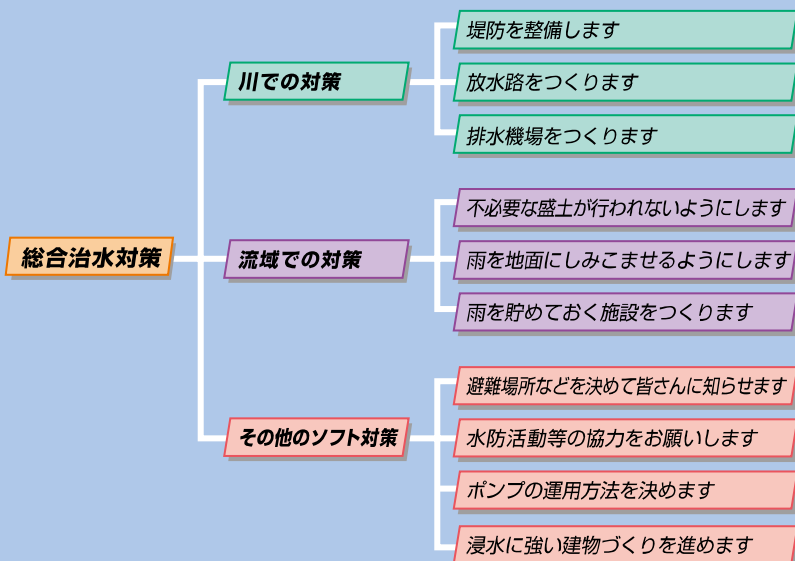 総合治水対策
川での対策
堤防を整備します
放水路をつくります
排水機場をつくります
流域での対策
不必要な盛土が行われないようにします
雨を地面にしみこませるようにします
雨を貯めておく施設をつくります
その他のソフト対策
避難場所などを決めて皆さんに知らせます
水防活動等の協力をお願いします
ポンプの運用方法を決めます
浸水に強い建物づくりを進めます